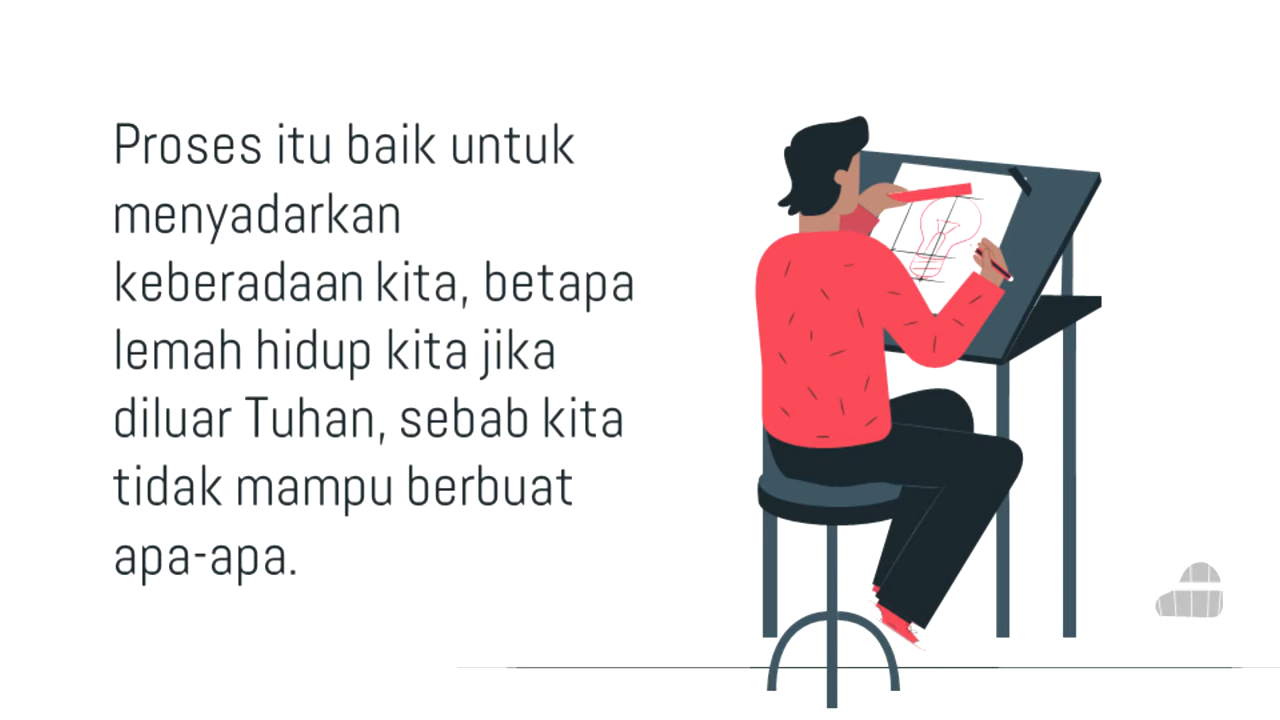 Proses itu baik untuk
menyadarkan
keberadaan kita, betapa
lemah hidup kita jika
diluar Tuhan, sebab kita
tidak mampu berbuat
apa-apa.